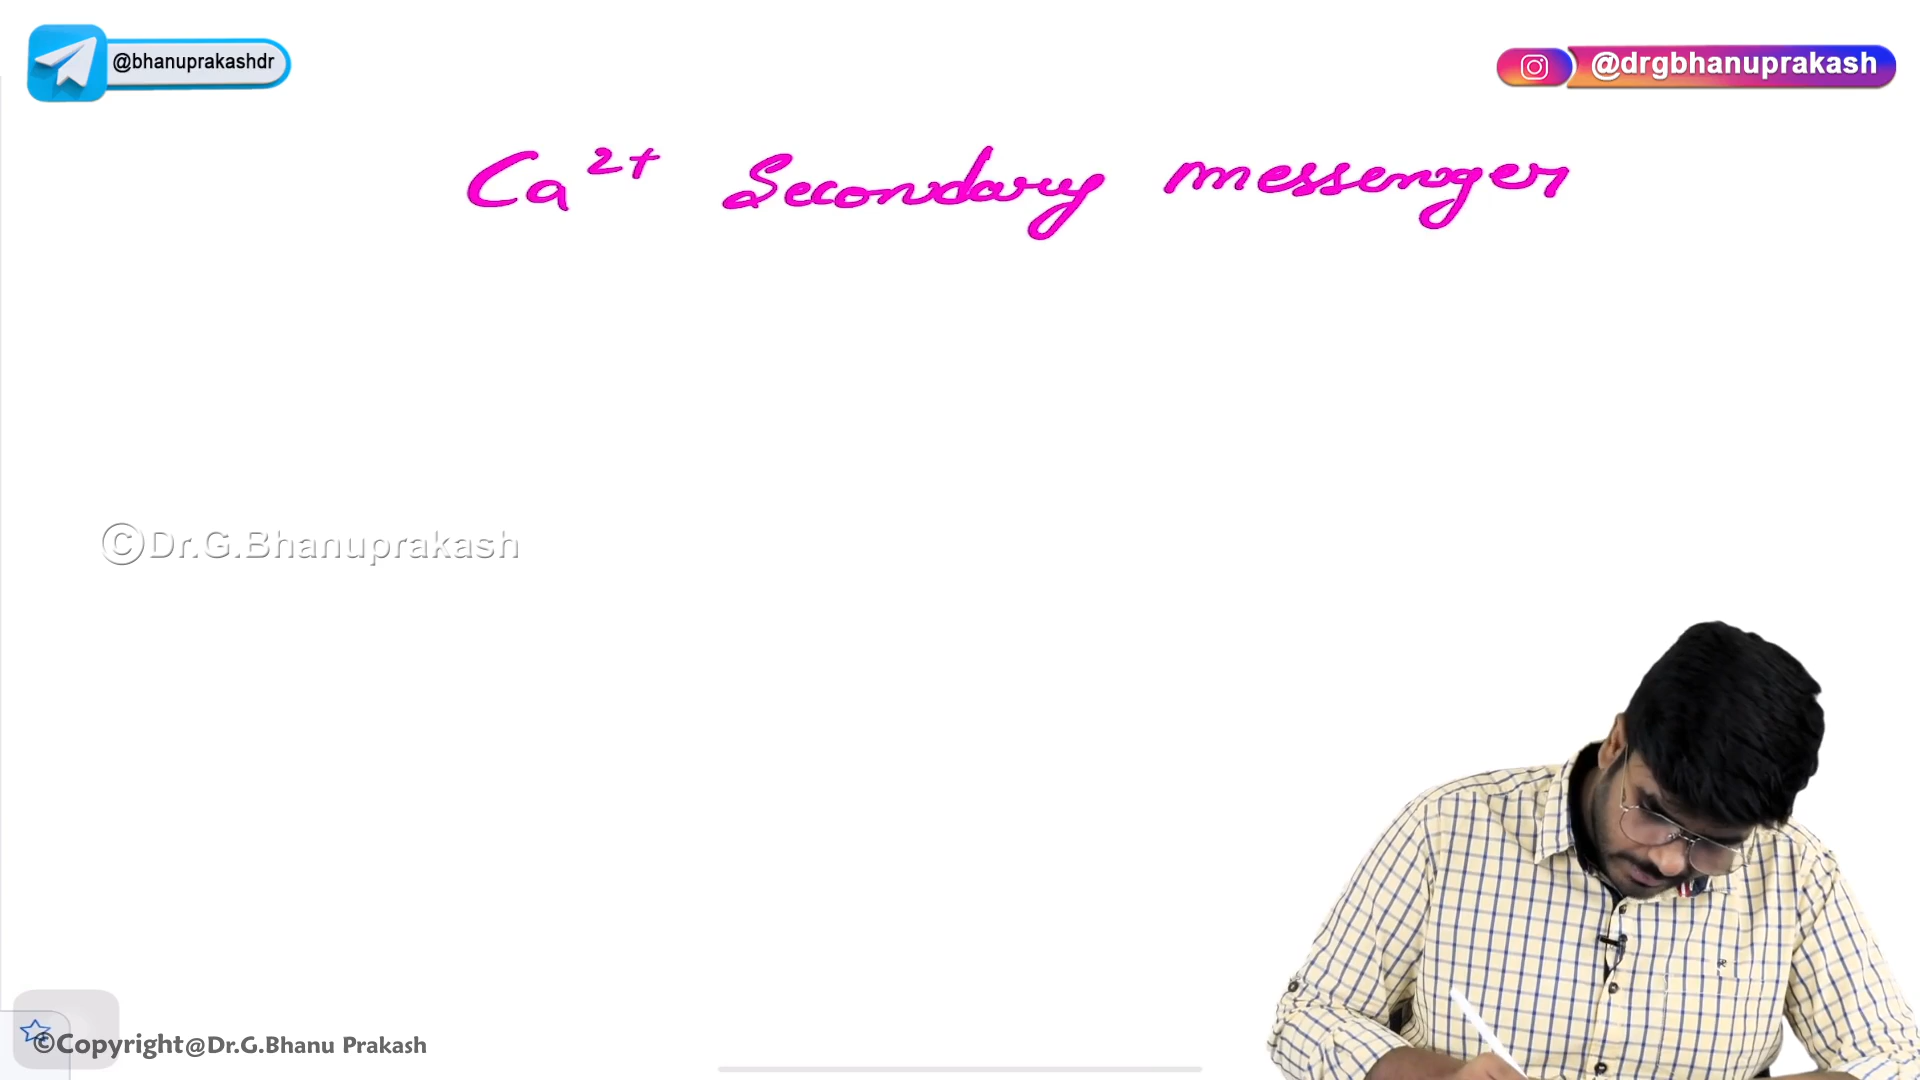 @bhanuprakashdr
@drgbhanuprakash
Ca²⁺ Secondary messenger
©Dr.G.Bhanuprakash
©Copyright@Dr.G.Bhanu Prakash